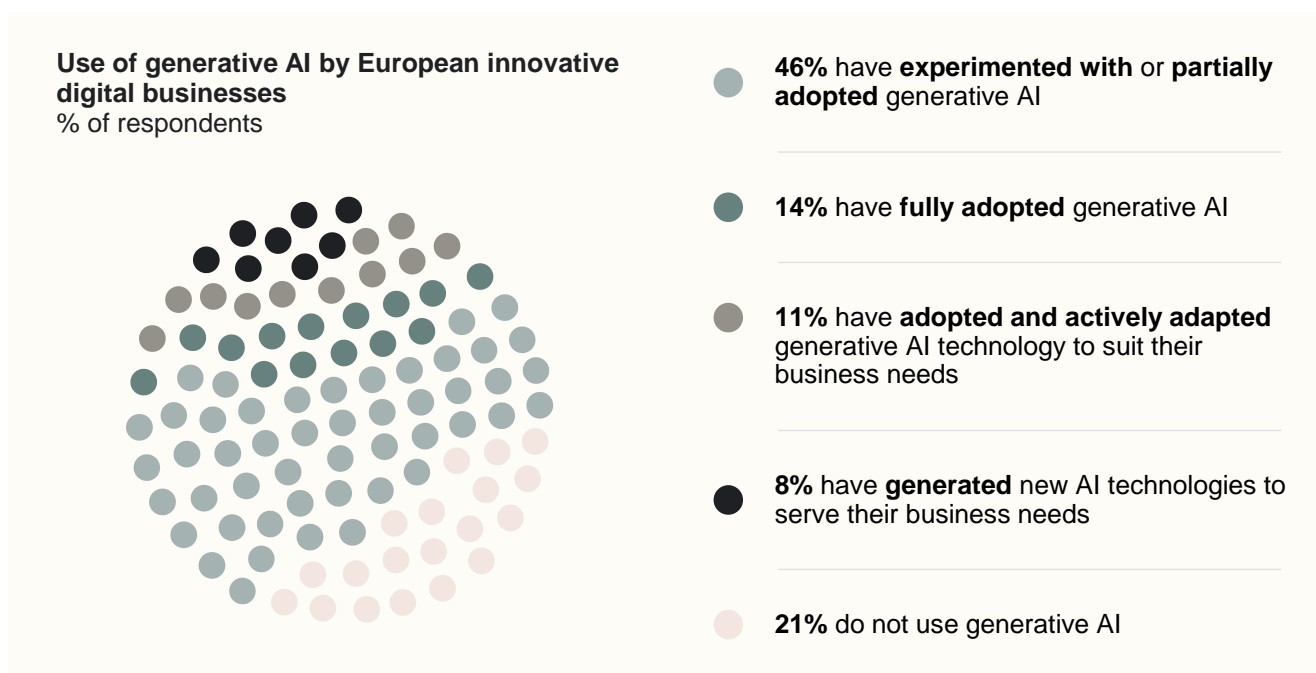 Use of generative AI by European innovative
digital businesses
% of respondents
46% have experimented with or partially
adopted generative AI
14% have fully adopted generative AI
11% have adopted and actively adapted
generative AI technology to suit their
business needs
8% have generated new AI technologies to
serve their business needs
21% do not use generative AI